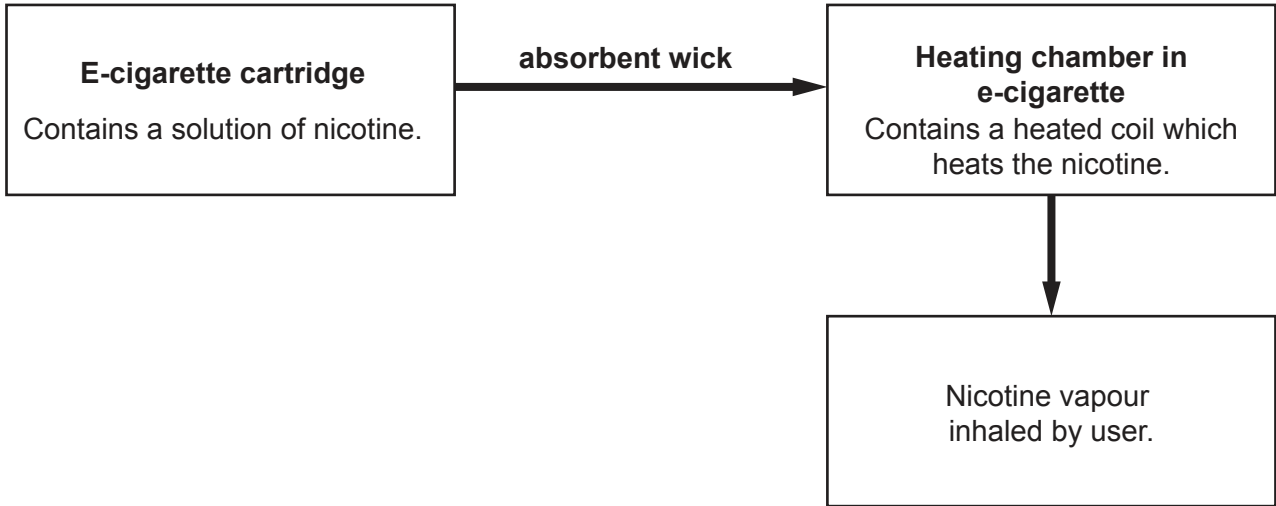 E-cigarette cartridge
Contains a solution of nicotine.
absorbent wick
Heating chamber in
e-cigarette
Contains a heated coil which
heats the nicotine.
Nicotine vapour
inhaled by user.